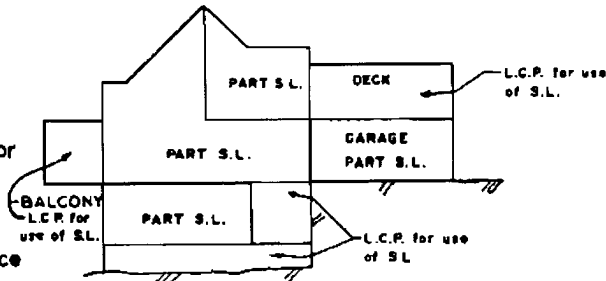 PART S.L.
DECK
L.C.P. for use
of S.L.
or
GARAGE
PART S.L.
PART S.L.
BALCONY
L.C.P. for
use of S.L.
PART S.L.
L.C.P. for use
of S.L
ce